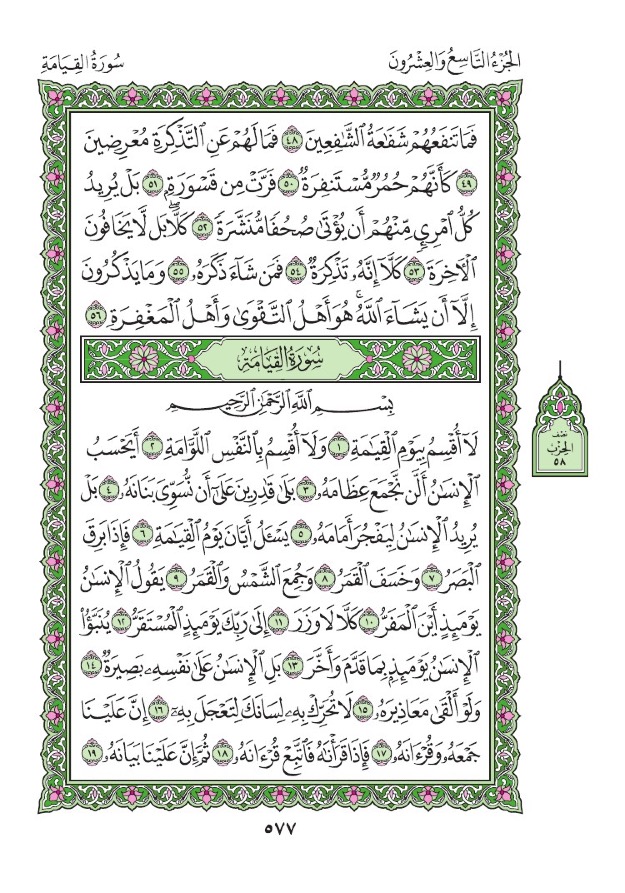 الجُزْءُ التَّاسِعُ وَالعِشْرُونَ
سُورَةُ القِيَامَةِ
فَمَا تَنفَعُهُمْ شَفَٰعَةُ ٱلشَّٰفِعِينَ ٤٨ فَمَا لَهُمْ عَنِ ٱلتَّذْكِرَةِ مُعْرِضِينَ
٤٩ كَأَنَّهُمْ حُمُرٌ مُّسْتَنفِرَةٌ ٥٠ فَرَّتْ مِن قَسْوَرَةٍۭ ٥١ بَلْ يُرِيدُ
كُلُّ ٱمْرِئٍ مِّنْهُمْ أَن يُؤْتَىٰ صُحُفًا مُّنَشَّرَةً ٥٢ كَلَّاۖ بَل لَّا يَخَافُونَ
ٱلْأٓخِرَةَ ٥٣ كَلَّآ إِنَّهُۥ تَذْكِرَةٌ ٥٤ فَمَن شَآءَ ذَكَرَهُۥ ٥٥ وَمَا يَذْكُرُونَ
إِلَّآ أَن يَشَآءَ ٱللَّهُۚ هُوَ أَهْلُ ٱلتَّقْوَىٰ وَأَهْلُ ٱلْمَغْفِرَةِ ٥٦
سُورَةُ القِيَامَةِ
بِسْمِ ٱللَّهِ ٱلرَّحْمَٰنِ ٱلرَّحِيمِ
لَآ أُقْسِمُ بِيَوْمِ ٱلْقِيَٰمَةِ ١ وَلَآ أُقْسِمُ بِٱلنَّفْسِ ٱللَّوَّامَةِ ٢ أَيَحْسَبُ
ٱلْإِنسَٰنُ أَلَّن نَّجْمَعَ عِظَامَهُۥ ٣ بَلَىٰ قَٰدِرِينَ عَلَىٰٓ أَن نُّسَوِّىَ بَنَانَهُۥ ٤ بَلْ
يُرِيدُ ٱلْإِنسَٰنُ لِيَفْجُرَ أَمَامَهُۥ ٥ يَسْـَٔلُ أَيَّانَ يَوْمُ ٱلْقِيَٰمَةِ ٦ فَإِذَا بَرِقَ
ٱلْبَصَرُ ٧ وَخَسَفَ ٱلْقَمَرُ ٨ وَجُمِعَ ٱلشَّمْسُ وَٱلْقَمَرُ ٩ يَقُولُ ٱلْإِنسَٰنُ
يَوْمَئِذٍ أَيْنَ ٱلْمَفَرُّ ١٠ كَلَّا لَا وَزَرَ ١١ إِلَىٰ رَبِّكَ يَوْمَئِذٍ ٱلْمُسْتَقَرُّ ١٢ يُنَبَّؤُا۟
ٱلْإِنسَٰنُ يَوْمَئِذٍۭ بِمَا قَدَّمَ وَأَخَّرَ ١٣ بَلِ ٱلْإِنسَٰنُ عَلَىٰ نَفْسِهِۦ بَصِيرَةٌ ١٤
وَلَوْ أَلْقَىٰ مَعَاذِيرَهُۥ ١٥ لَا تُحَرِّكْ بِهِۦ لِسَانَكَ لِتَعْجَلَ بِهِۦٓ ١٦ إِنَّ عَلَيْنَا
جَمْعَهُۥ وَقُرْءَانَهُۥ ١٧ فَإِذَا قَرَأْنَٰهُ فَٱتَّبِعْ قُرْءَانَهُۥ ١٨ ثُمَّ إِنَّ عَلَيْنَا بَيَانَهُۥ ١٩
نصف
الحزب
٥٨
٥٧٧